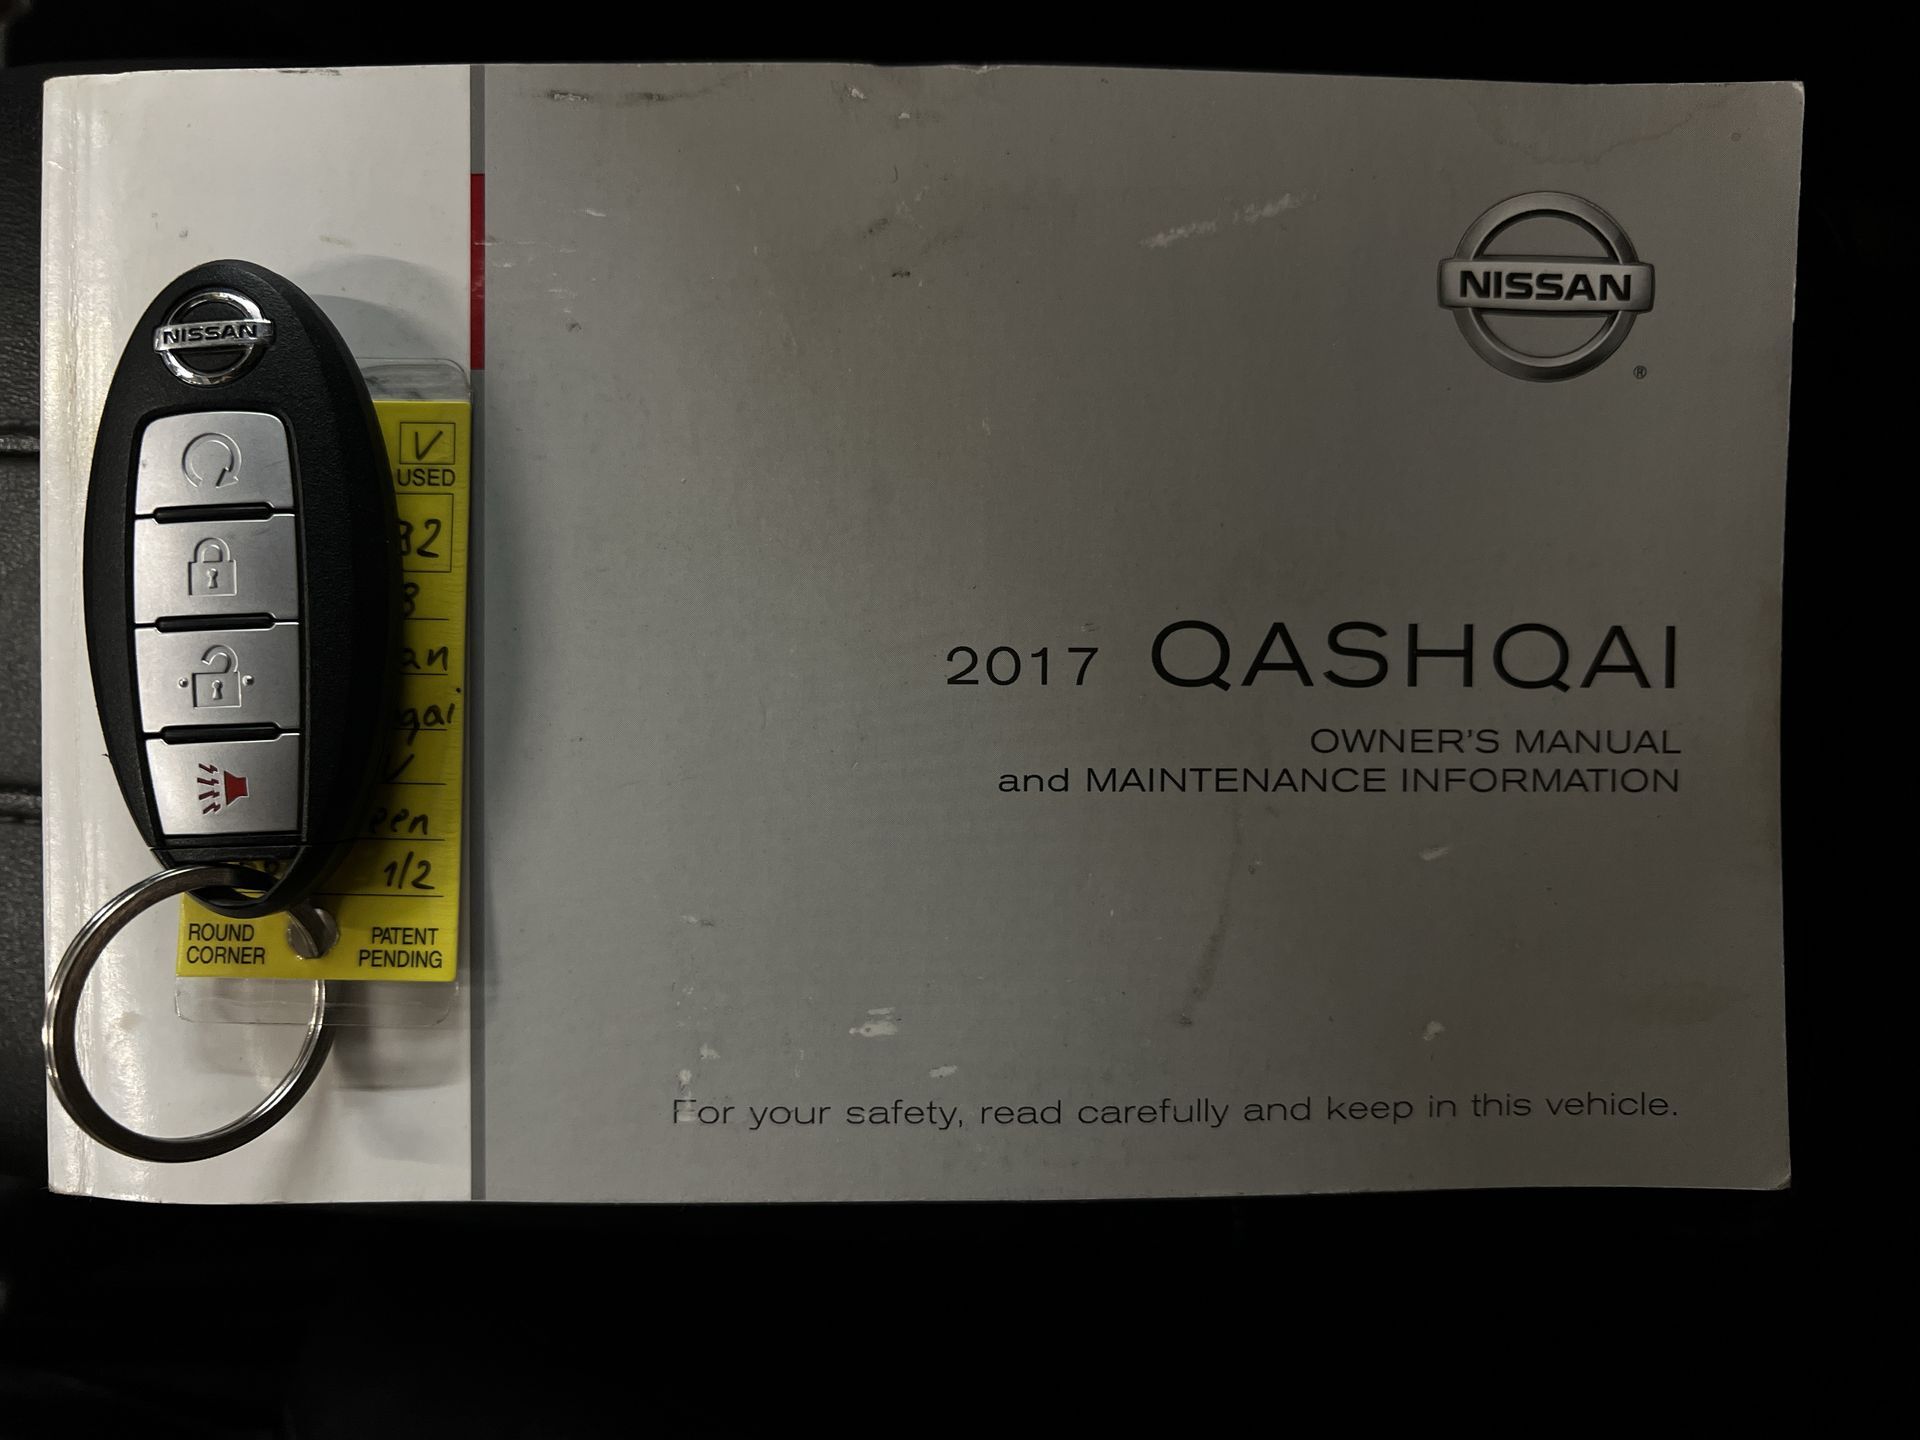 NISSAN
NISSAN
®
V
USED
1/2
ROUND CORNER
PATENT PENDING
2017 QASHQAI
OWNER'S MANUAL
and MAINTENANCE INFORMATION
For your safety, read carefully and keep in this vehicle.